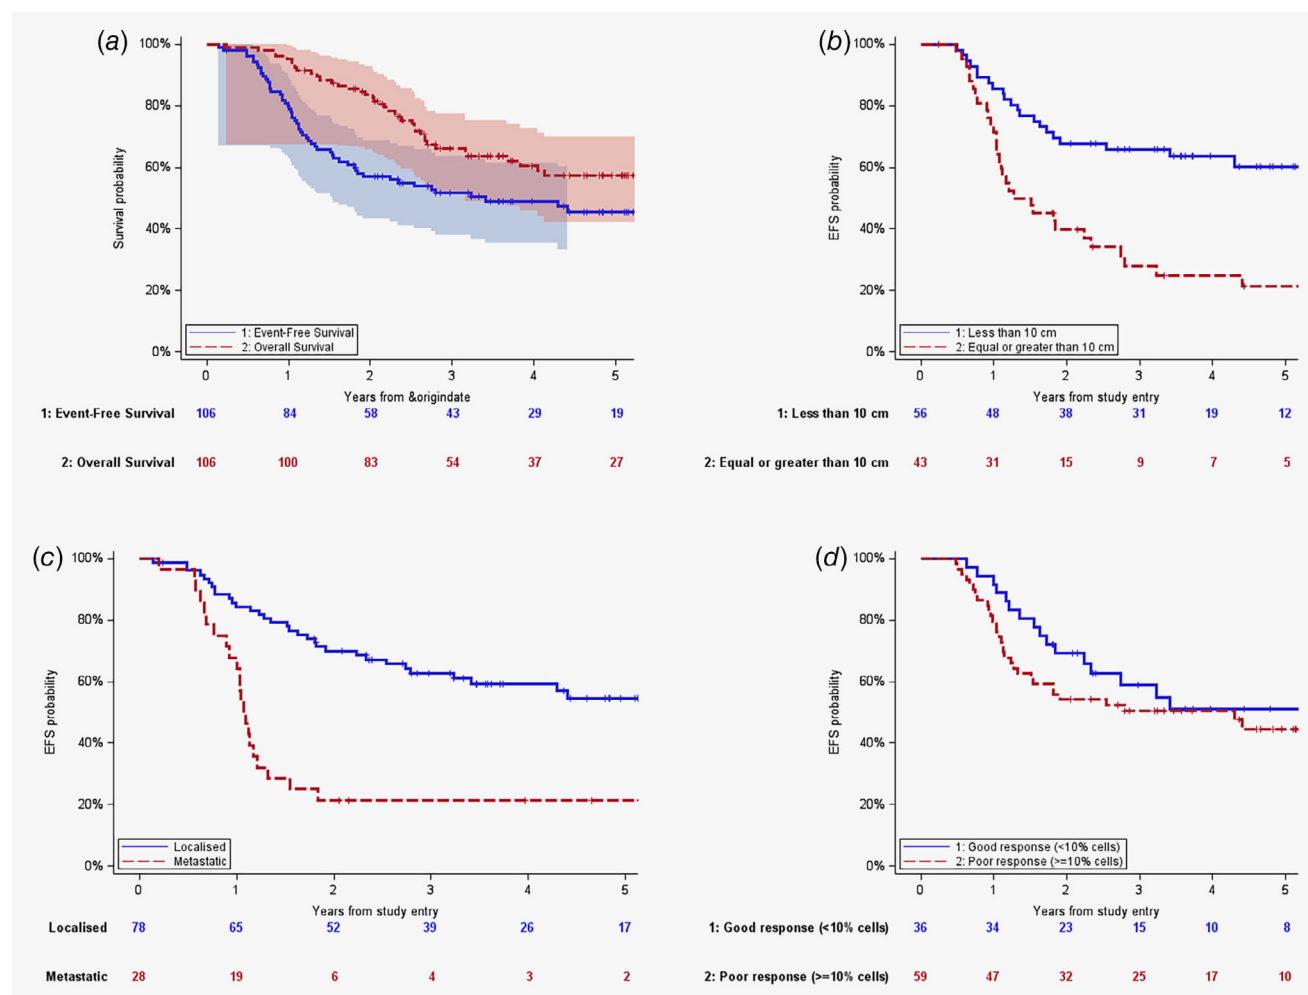 (a)
100%
80%
60%
40%
20%
0%
Survival probability
1: Event-Free Survival
2: Overall Survival
0 1 2 3 4 5
Years from &origindate
1: Event-Free Survival 106 84 58 43 29 19
2: Overall Survival 106 100 83 54 37 27
(b)
100%
80%
60%
40%
20%
0%
EFS probability
1: Less than 10 cm
2: Equal or greater than 10 cm
0 1 2 3 4 5
Years from study entry
1: Less than 10 cm 56 48 38 31 19 12
2: Equal or greater than 10 cm 43 31 15 9 7 5
(c)
100%
80%
60%
40%
20%
0%
EFS probability
Localised
Metastatic
0 1 2 3 4 5
Years from study entry
Localised 78 65 52 39 26 17
Metastatic 28 19 6 4 3 2
(d)
100%
80%
60%
40%
20%
0%
EFS probability
1: Good response (<10% cells)
2: Poor response (>=10% cells)
0 1 2 3 4 5
Years from study entry
1: Good response (<10% cells) 36 34 23 15 10 8
2: Poor response (>=10% cells) 59 47 32 25 17 10